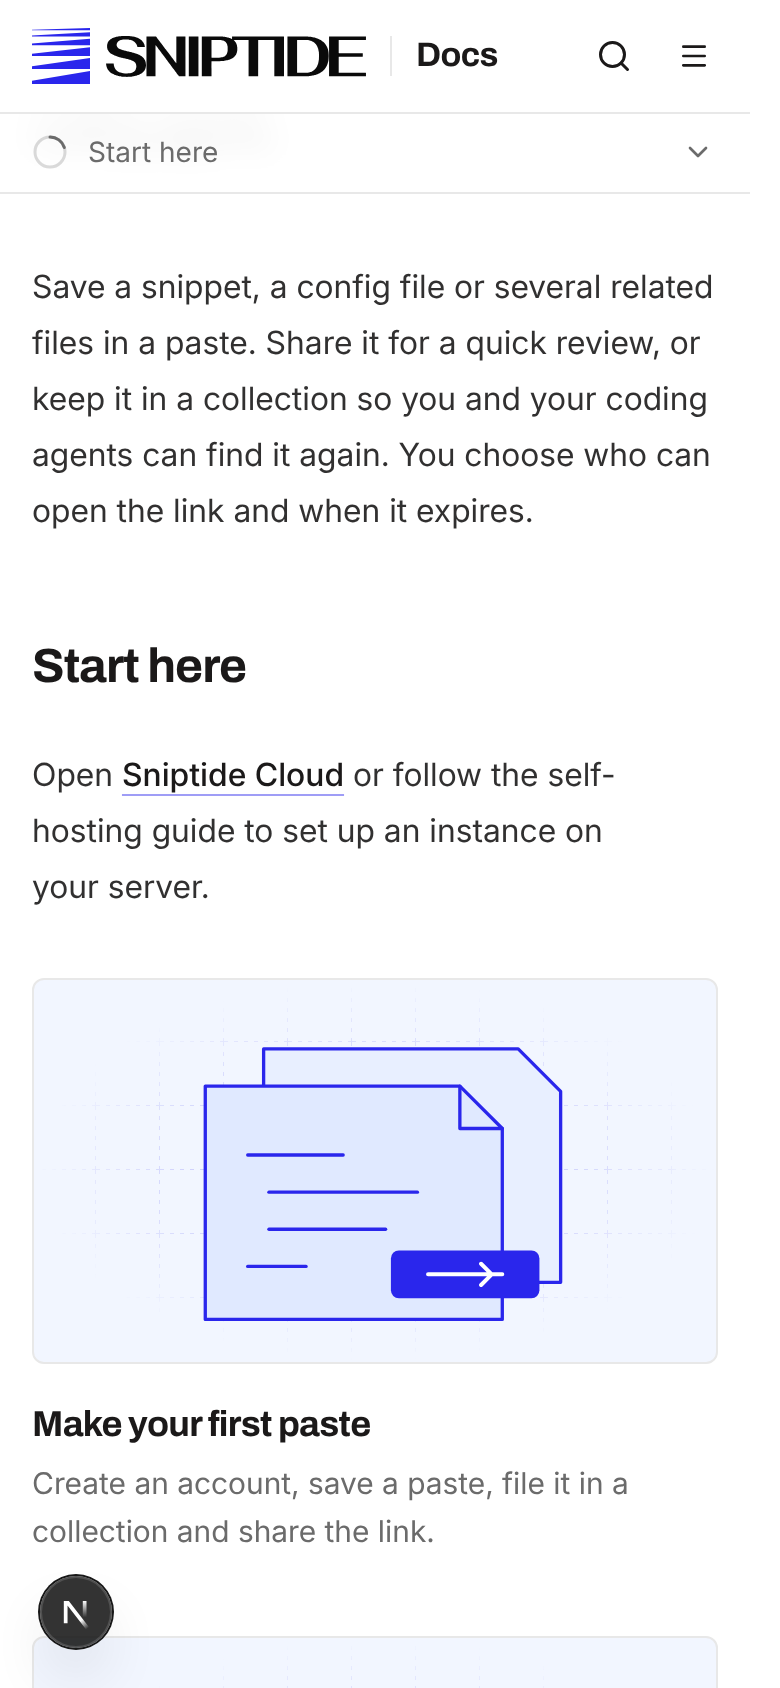 SNIPTIDE Docs
Start here
Save a snippet, a config file or several related
files in a paste. Share it for a quick review, or
keep it in a collection so you and your coding
agents can find it again. You choose who can
open the link and when it expires.
Start here
Open Sniptide Cloud or follow the self-
hosting guide to set up an instance on
your server.
Make your first paste
Create an account, save a paste, file it in a
collection and share the link.
N